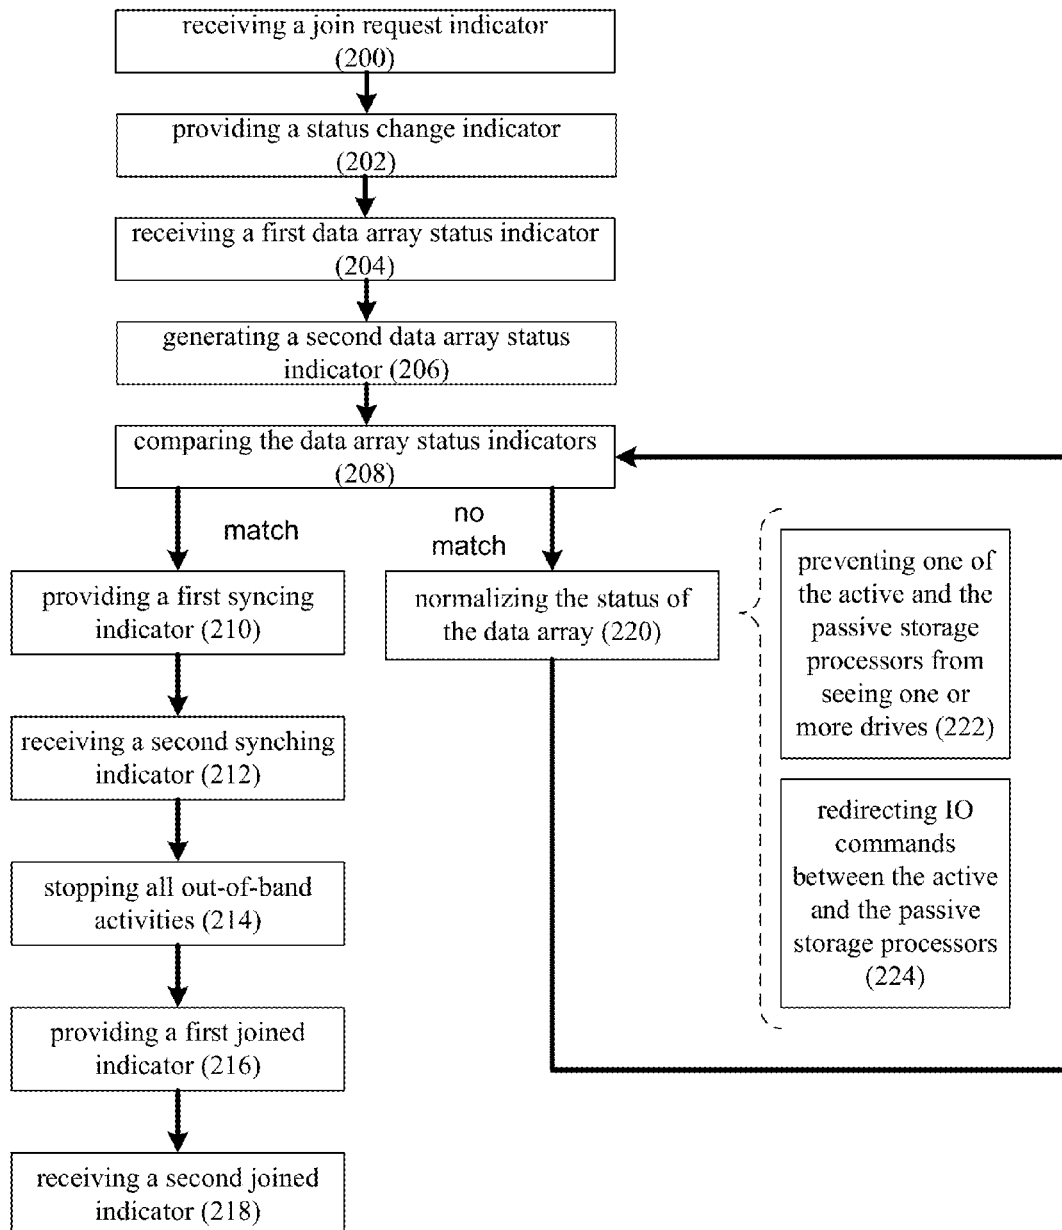 receiving a join request indicator
(200)
providing a status change indicator
(202)
receiving a first data array status indicator
(204)
generating a second data array status
indicator (206)
comparing the data array status indicators
(208)
match
no
match
providing a first syncing
indicator (210)
normalizing the status of
the data array (220)
preventing one of
the active and the
passive storage
processors from
seeing one or
more drives (222)
receiving a second synching
indicator (212)
redirecting IO
commands
between the active
and the passive
storage processors
(224)
stopping all out-of-band
activities (214)
providing a first joined
indicator (216)
receiving a second joined
indicator (218)